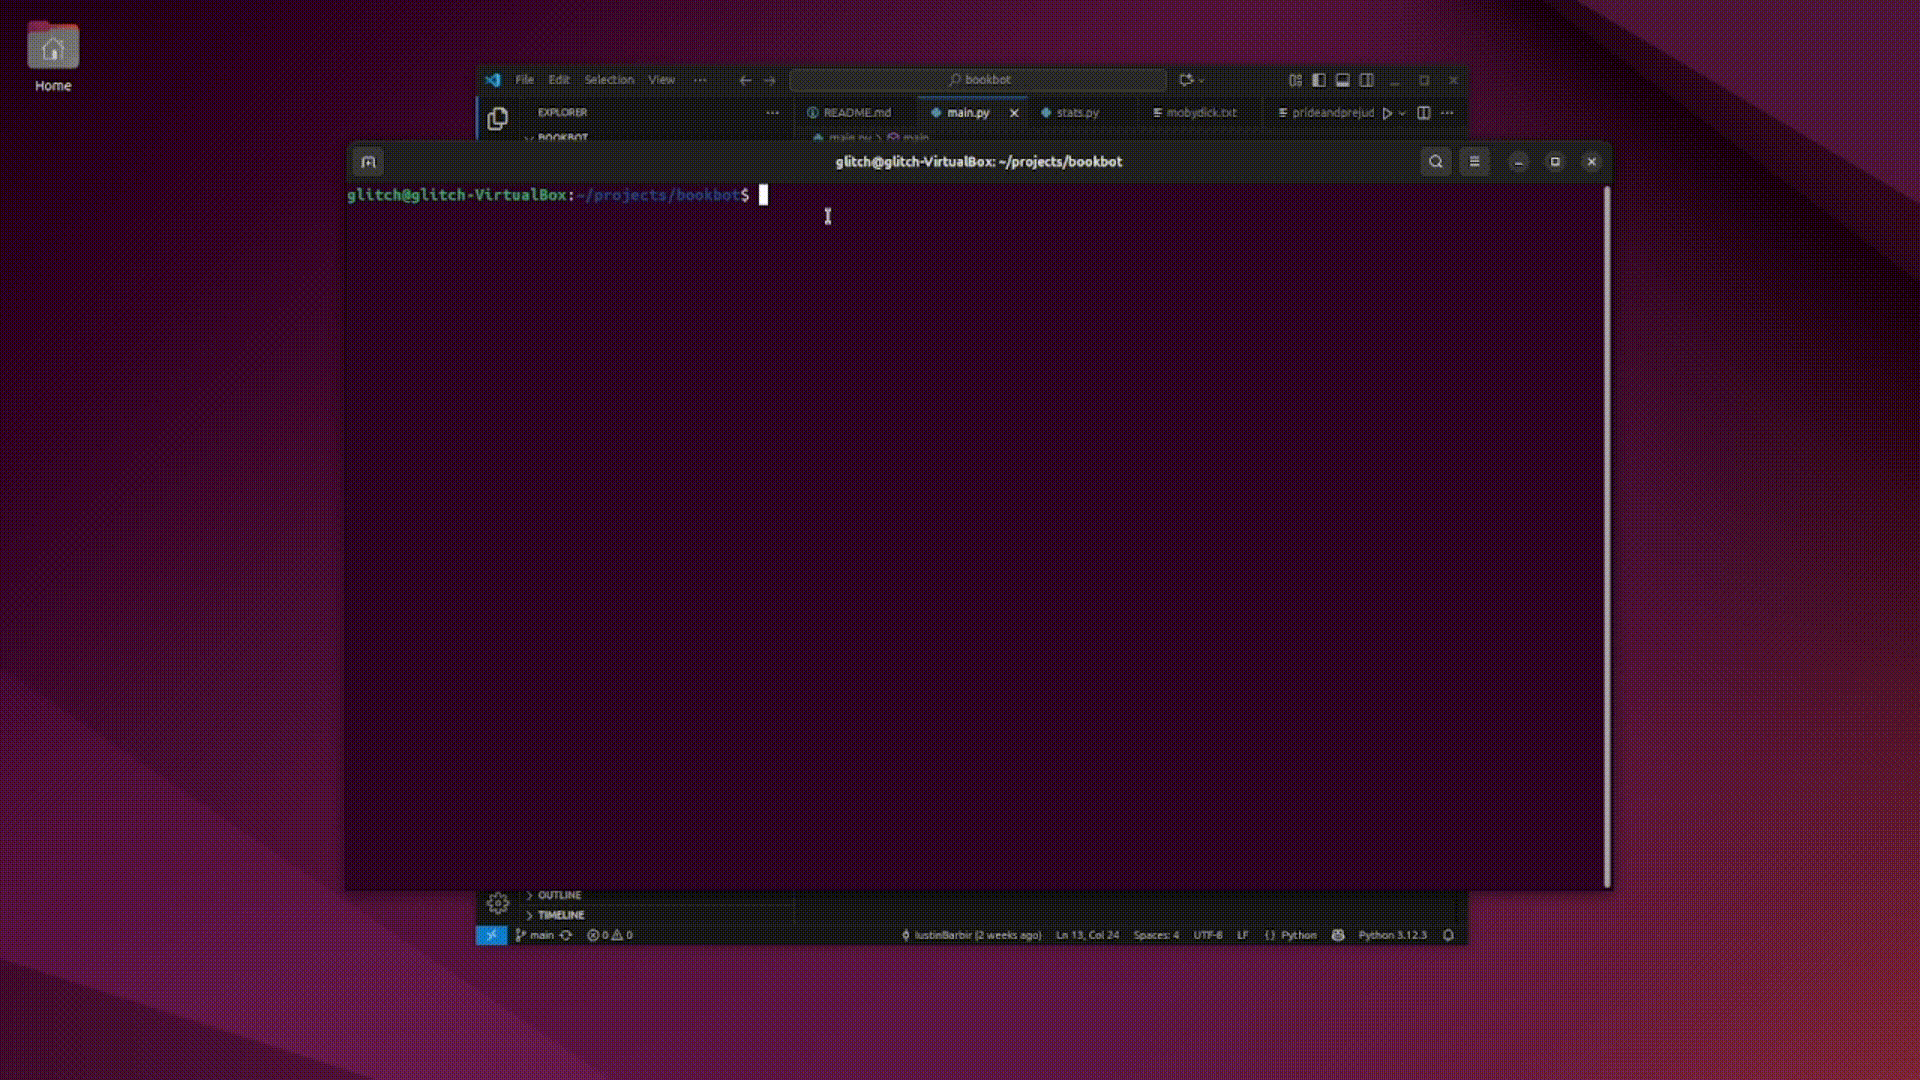 Home
File Edit Selection View ··· bookbot
EXPLORER ··· README.md main.py stats.py mobydick.txt prideandprejud ···
BOOKBOT main.py > main
glitch@glitch-VirtualBox: ~/projects/bookbot
glitch@glitch-VirtualBox:~/projects/bookbot$
OUTLINE
TIMELINE
main 0 0 IustinBarbir (2 weeks ago) Ln 13, Col 24 Spaces: 4 UTF-8 LF {} Python Python 3.12.3